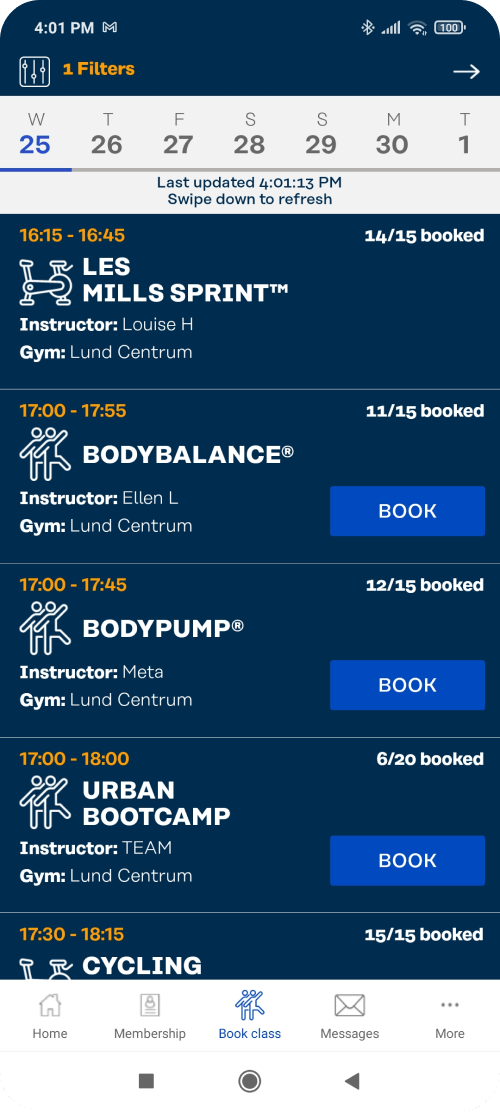 4:01 PM
100
1 Filters
W T F S S M T
25 26 27 28 29 30 1
Last updated 4:01:13 PM
Swipe down to refresh
16:15 - 16:45 14/15 booked
LES
MILLS SPRINT™
Instructor: Louise H
Gym: Lund Centrum
17:00 - 17:55 11/15 booked
BODYBALANCE®
Instructor: Ellen L
Gym: Lund Centrum
BOOK
17:00 - 17:45 12/15 booked
BODYPUMP®
Instructor: Meta
Gym: Lund Centrum
BOOK
17:00 - 18:00 6/20 booked
URBAN
BOOTCAMP
Instructor: TEAM
Gym: Lund Centrum
BOOK
17:30 - 18:15 15/15 booked
CYCLING
Home Membership Book class Messages More